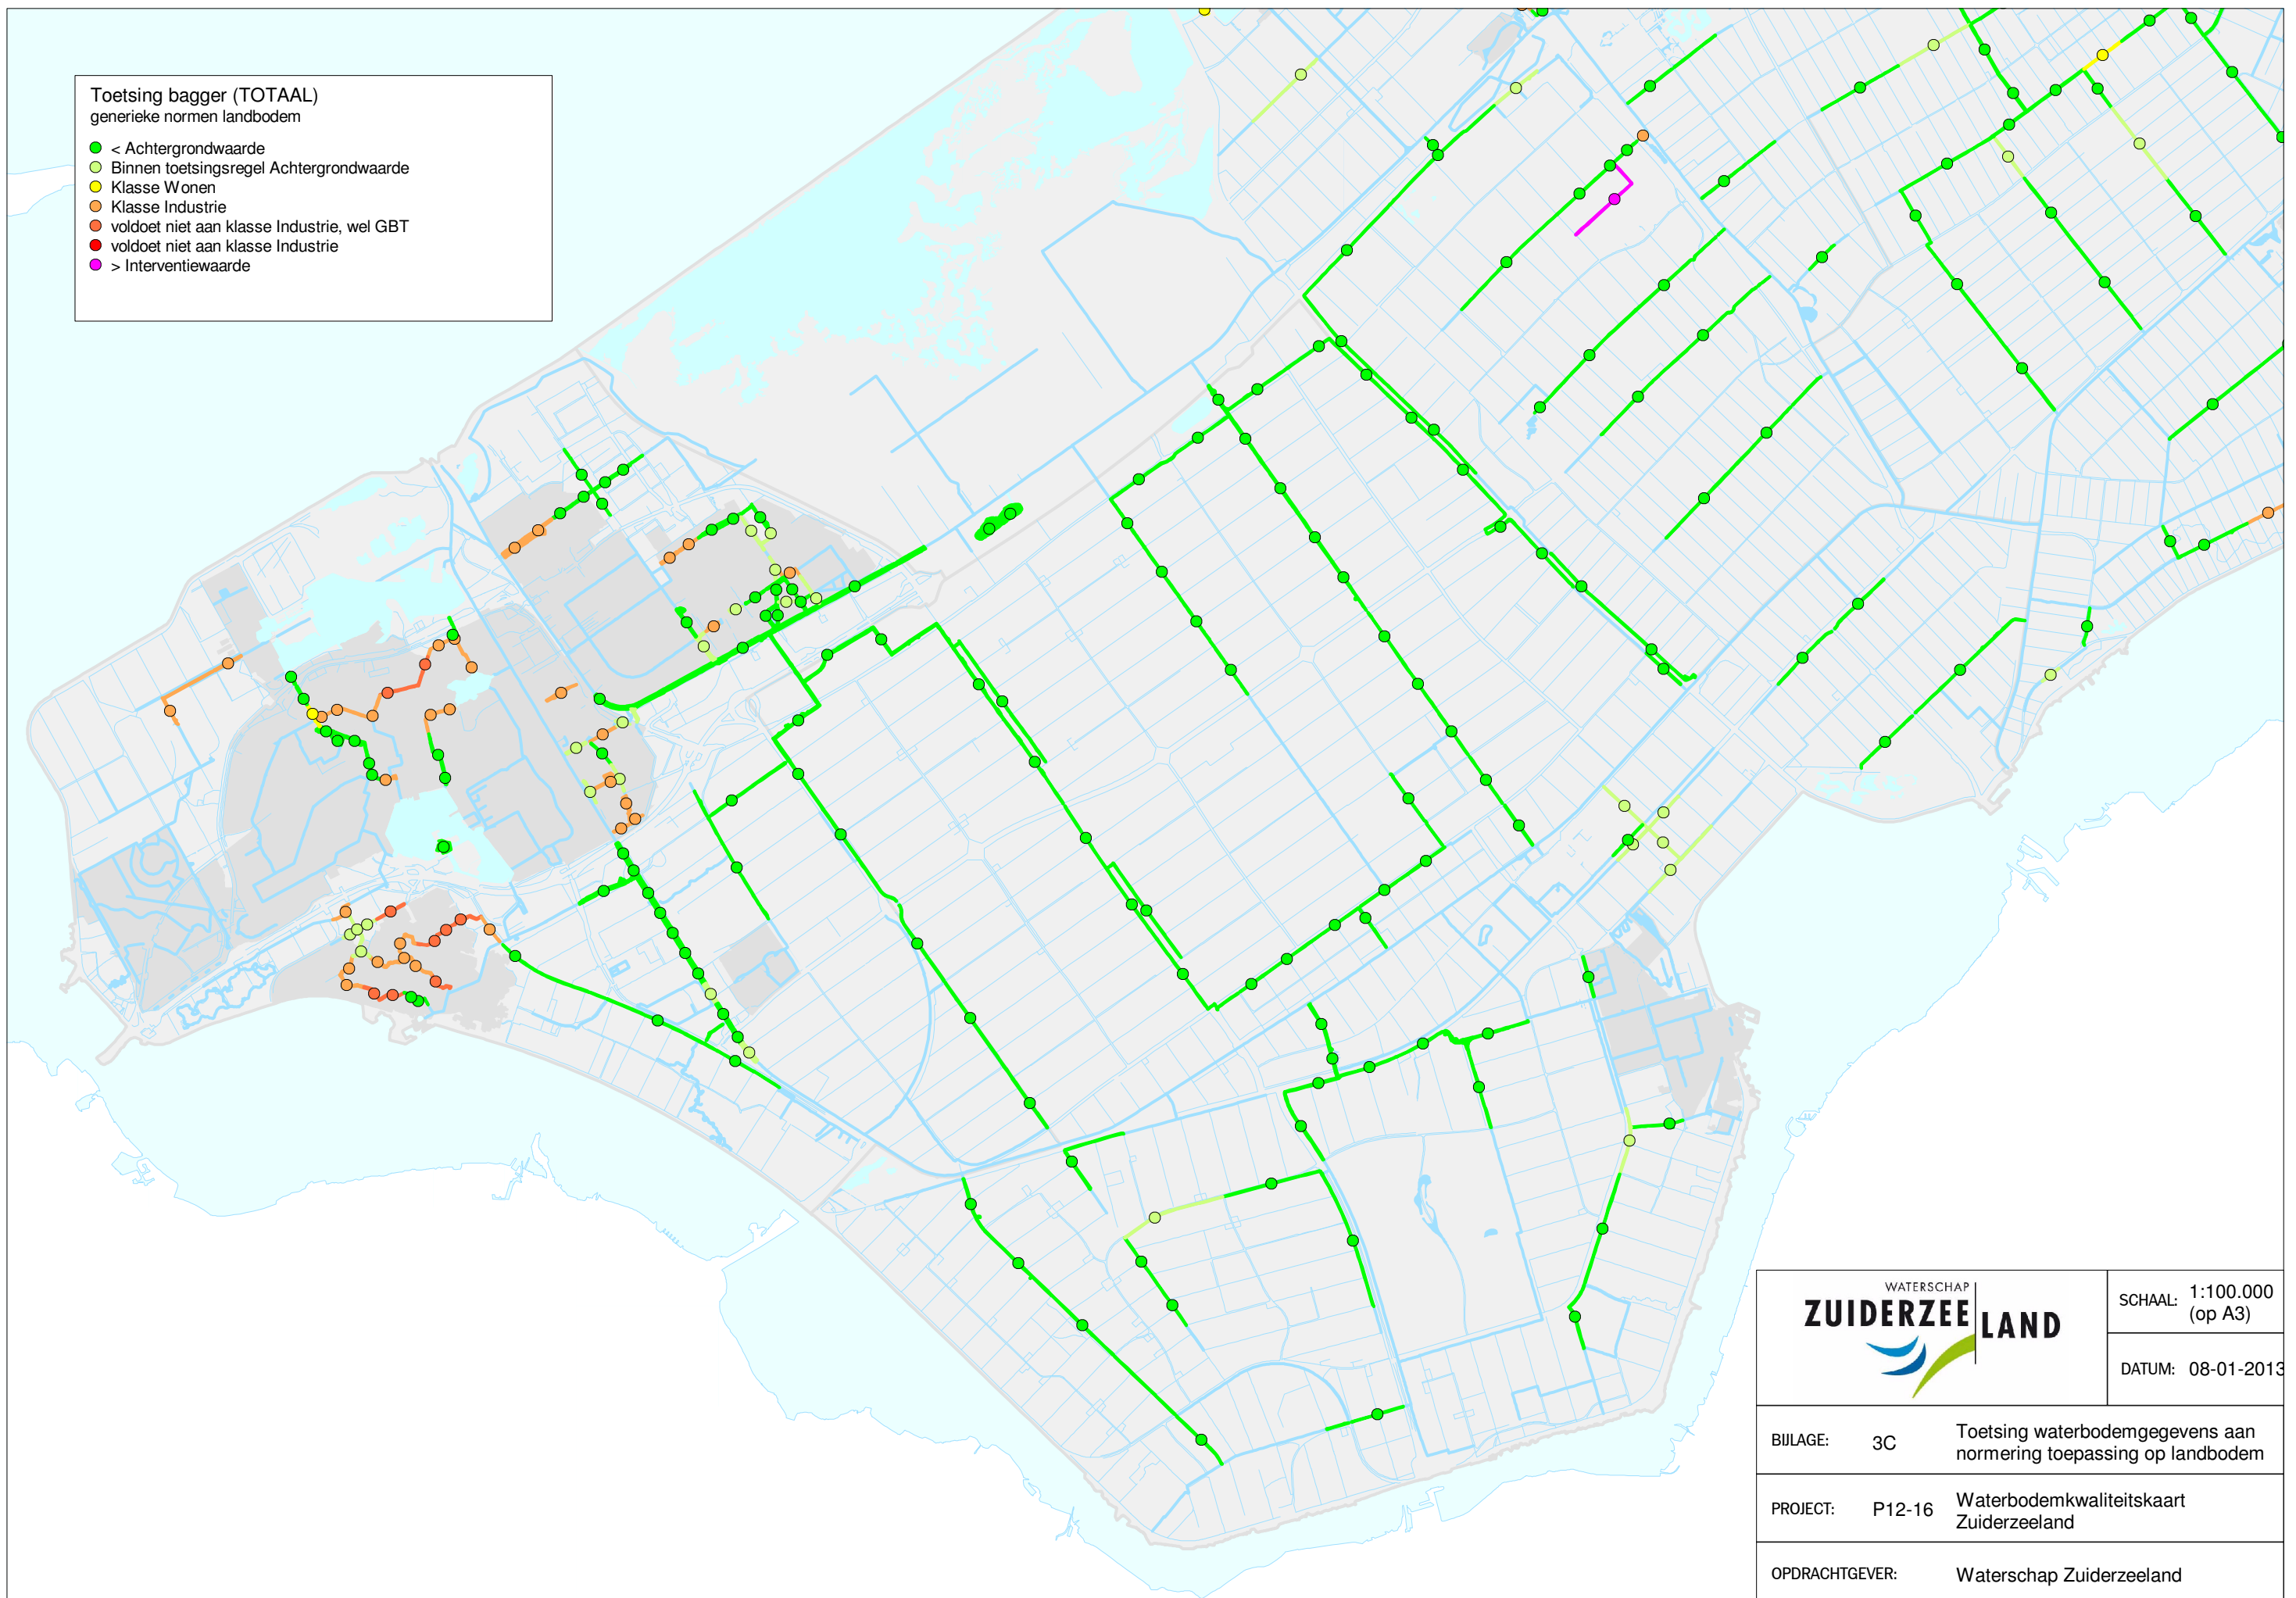 Toetsing bagger (TOTAAL)
generieke normen landbodem
< Achtergrondwaarde
Binnen toetsingsregel Achtergrondwaarde
Klasse Wonen
Klasse Industrie
voldoet niet aan klasse Industrie, wel GBT
voldoet niet aan klasse Industrie
> Interventiewaarde
WATERSCHAP
ZUIDERZEELAND
SCHAAL: 1:100.000
(op A3)
DATUM: 08-01-2013
BIJLAGE: 3C Toetsing waterbodemgegevens aan
normering toepassing op landbodem
PROJECT: P12-16 Waterbodemkwaliteitskaart
Zuiderzeeland
OPDRACHTGEVER: Waterschap Zuiderzeeland